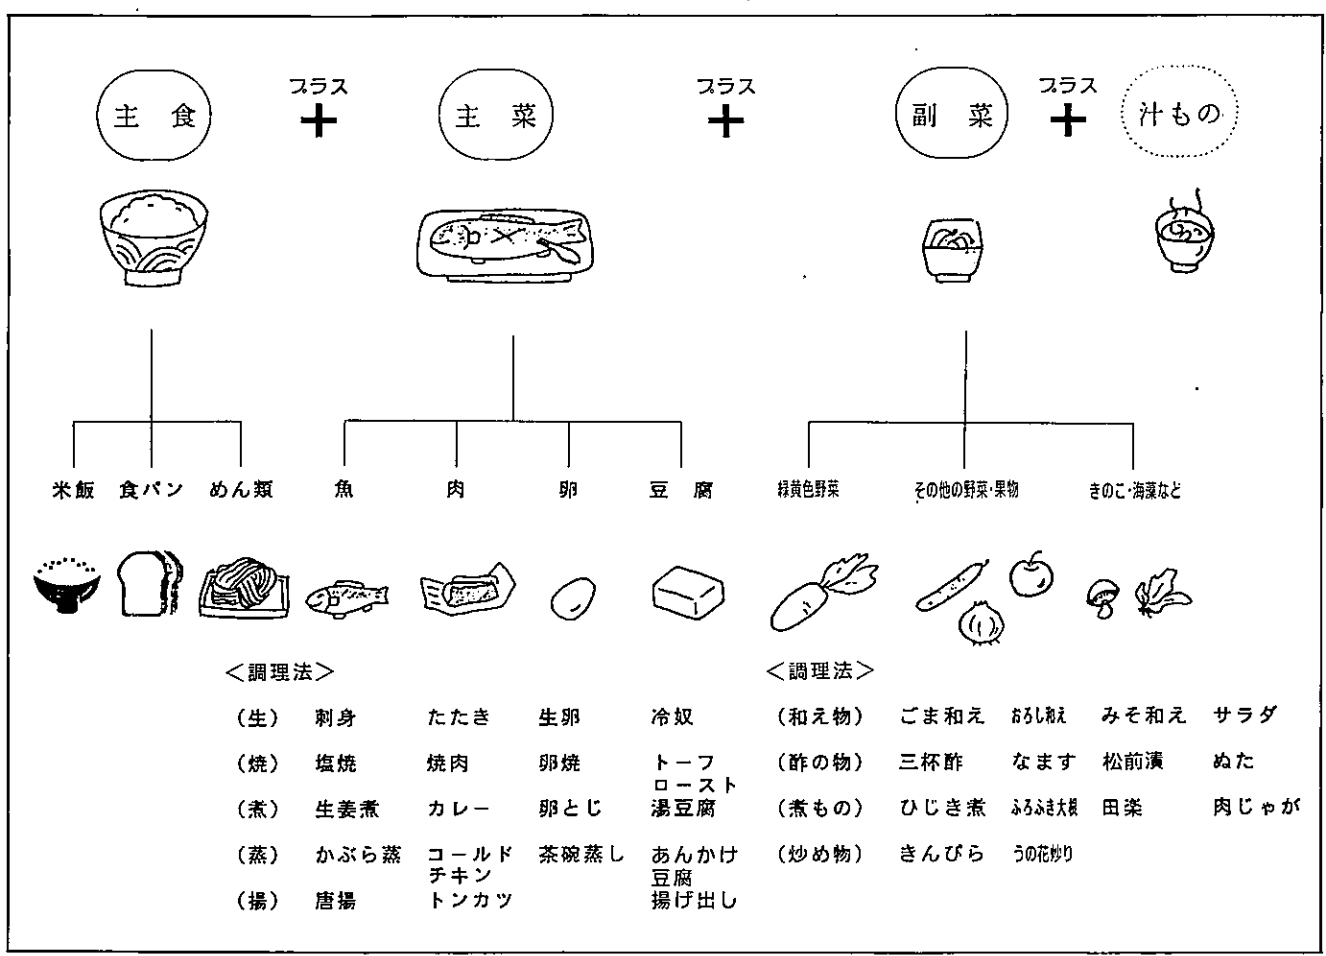 主食 プラス + 主菜 プラス + 副菜 プラス + 汁もの
米飯 食パン めん類 魚 肉 卵 豆腐 緑黄色野菜 その他の野菜・果物 きのこ・海藻など
＜調理法＞ ＜調理法＞
(生) 刺身 たたき 生卵 冷奴 (和え物) ごま和え おろし和え みそ和え サラダ
(焼) 塩焼 焼肉 卵焼 トーフ (酢の物) 三杯酢 なます 松前漬 ぬた
ロースト
(煮) 生姜煮 カレー 卵とじ 湯豆腐 (煮もの) ひじき煮 ふろふき大根 田楽 肉じゃが
(蒸) かぶら蒸 コールド 茶碗蒸し あんかけ (炒め物) きんぴら うの花炒り
チキン 豆腐
(揚) 唐揚 トンカツ 揚げ出し